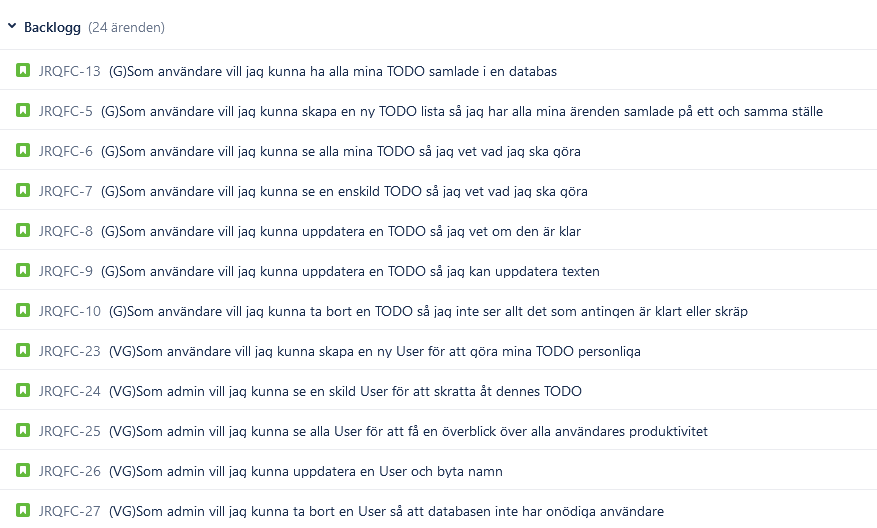 Backlogg (24 ärenden)
JRQFC-13 (G)Som användare vill jag kunna ha alla mina TODO samlade i en databas
JRQFC-5 (G)Som användare vill jag kunna skapa en ny TODO lista så jag har alla mina ärenden samlade på ett och samma ställe
JRQFC-6 (G)Som användare vill jag kunna se alla mina TODO så jag vet vad jag ska göra
JRQFC-7 (G)Som användare vill jag kunna se en enskild TODO så jag vet vad jag ska göra
JRQFC-8 (G)Som användare vill jag kunna uppdatera en TODO så jag vet om den är klar
JRQFC-9 (G)Som användare vill jag kunna uppdatera en TODO så jag kan uppdatera texten
JRQFC-10 (G)Som användare vill jag kunna ta bort en TODO så jag inte ser allt det som antingen är klart eller skräp
JRQFC-23 (VG)Som användare vill jag kunna skapa en ny User för att göra mina TODO personliga
JRQFC-24 (VG)Som admin vill jag kunna se en skild User för att skratta åt dennes TODO
JRQFC-25 (VG)Som admin vill jag kunna se alla User för att få en överblick över alla användares produktivitet
JRQFC-26 (VG)Som admin vill jag kunna uppdatera en User och byta namn
JRQFC-27 (VG)Som admin vill jag kunna ta bort en User så att databasen inte har onödiga användare